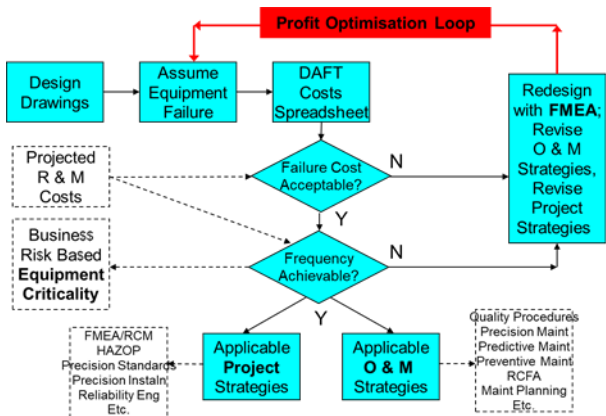 Profit Optimisation Loop
Design
Drawings
Assume
Equipment
Failure
DAFT
Costs
Spreadsheet
Redesign
with FMEA;
Revise
O & M
Strategies,
Revise
Project
Strategies
Projected
R & M
Costs
Failure Cost
Acceptable?
N
Y
Business
Risk Based
Equipment
Criticality
Frequency
Achievable?
N
Y
FMEA/RCM
HAZOP
Precision Standards
Precision Instaln
Reliability Eng
Etc.
Applicable
Project
Strategies
Applicable
O & M
Strategies
Quality Procedures
Precision Maint
Predictive Maint
Preventive Maint
RCFA
Maint Planning
Etc.